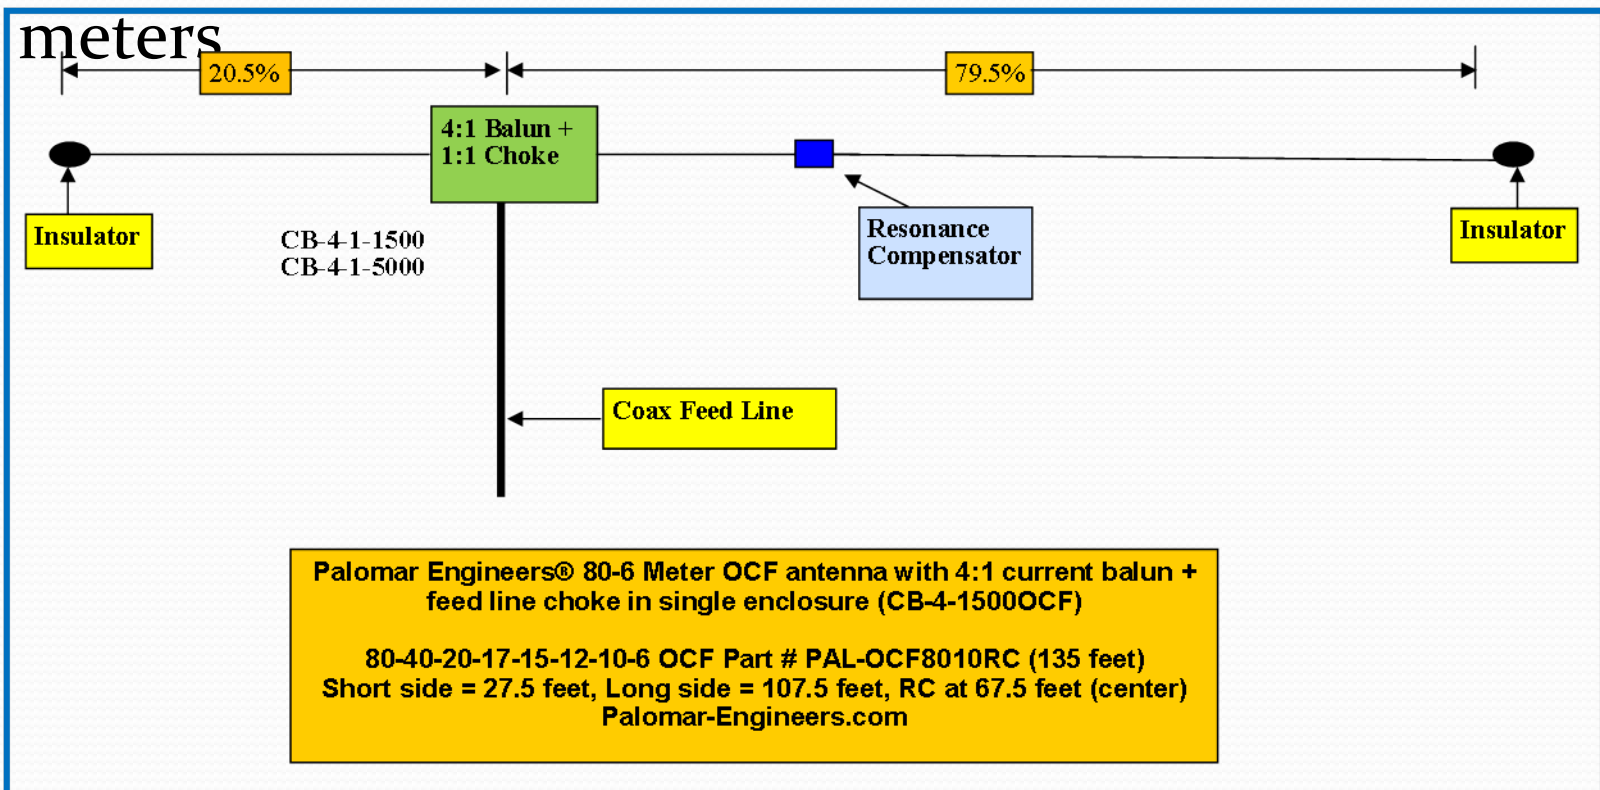 meters
20.5%
79.5%
4:1 Balun +
1:1 Choke
Insulator
CB-4-1-1500
CB-4-1-5000
Resonance
Compensator
Insulator
Coax Feed Line
Palomar Engineers® 80-6 Meter OCF antenna with 4:1 current balun +
feed line choke in single enclosure (CB-4-1500OCF)
80-40-20-17-15-12-10-6 OCF Part # PAL-OCF8010RC (135 feet)
Short side = 27.5 feet, Long side = 107.5 feet, RC at 67.5 feet (center)
Palomar-Engineers.com